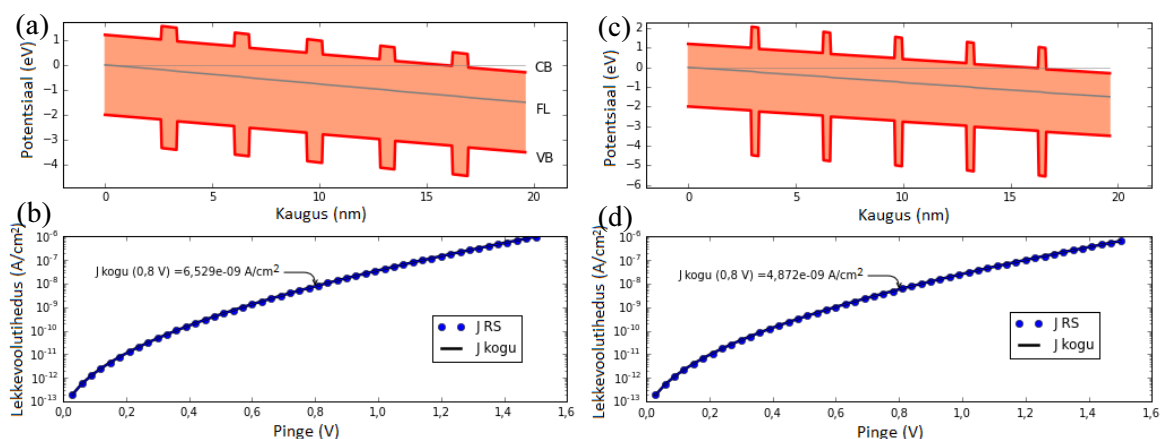 (a)
Potentsiaal (eV)
1
0
−1
−2
−3
−4
CB
FL
VB
0
5
10
15
20
Kaugus (nm)
(c)
Potentsiaal (eV)
2
1
0
−1
−2
−3
−4
−5
−6
CB
FL
VB
0
5
10
15
20
Kaugus (nm)
(b)
Lekkevoolutihedus (A/cm²)
10⁻⁶
10⁻⁷
10⁻⁸
10⁻⁹
10⁻¹⁰
10⁻¹¹
10⁻¹²
10⁻¹³
J kogu (0,8 V) =6,529e-09 A/cm²
J RS
J kogu
0,0 0,2 0,4 0,6 0,8 1,0 1,2 1,4 1,6
Pinge (V)
(d)
Lekkevoolutihedus (A/cm²)
10⁻⁶
10⁻⁷
10⁻⁸
10⁻⁹
10⁻¹⁰
10⁻¹¹
10⁻¹²
10⁻¹³
J kogu (0,8 V) =4,872e-09 A/cm²
J RS
J kogu
0,0 0,2 0,4 0,6 0,8 1,0 1,2 1,4 1,6
Pinge (V)